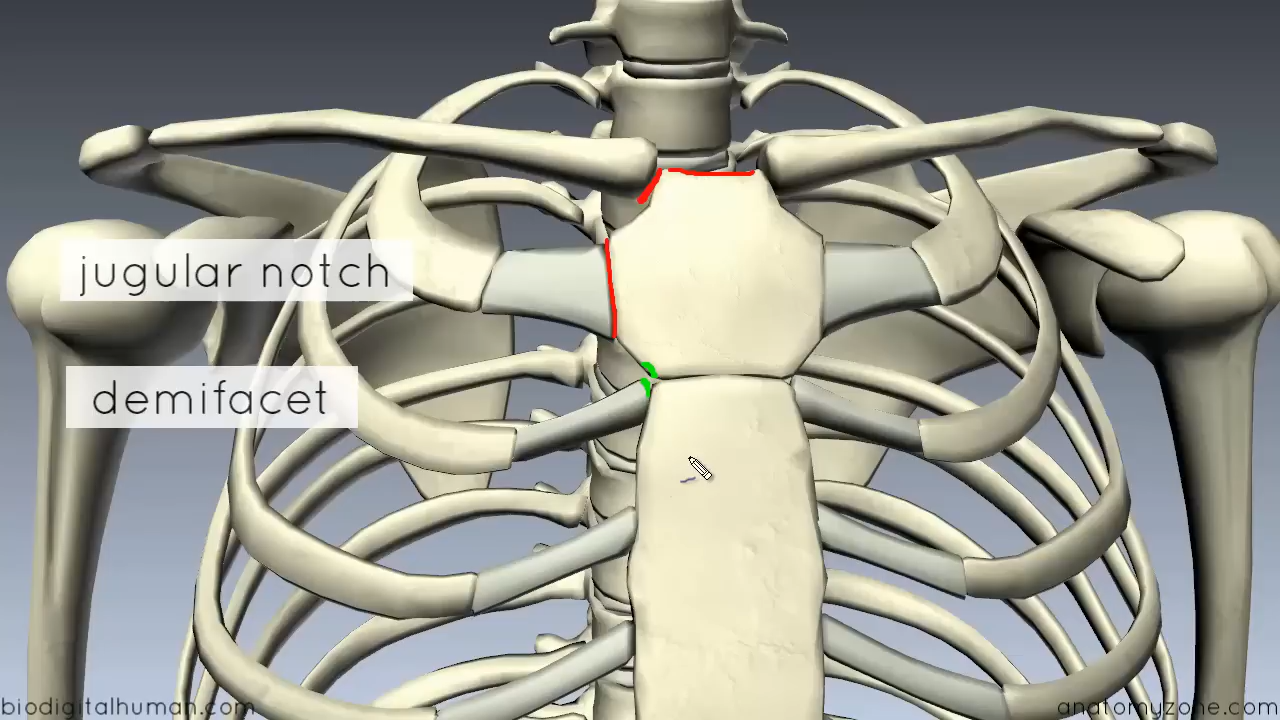 jugular notch
demifacet
biodigitalhuman.com
anatomyzone.com